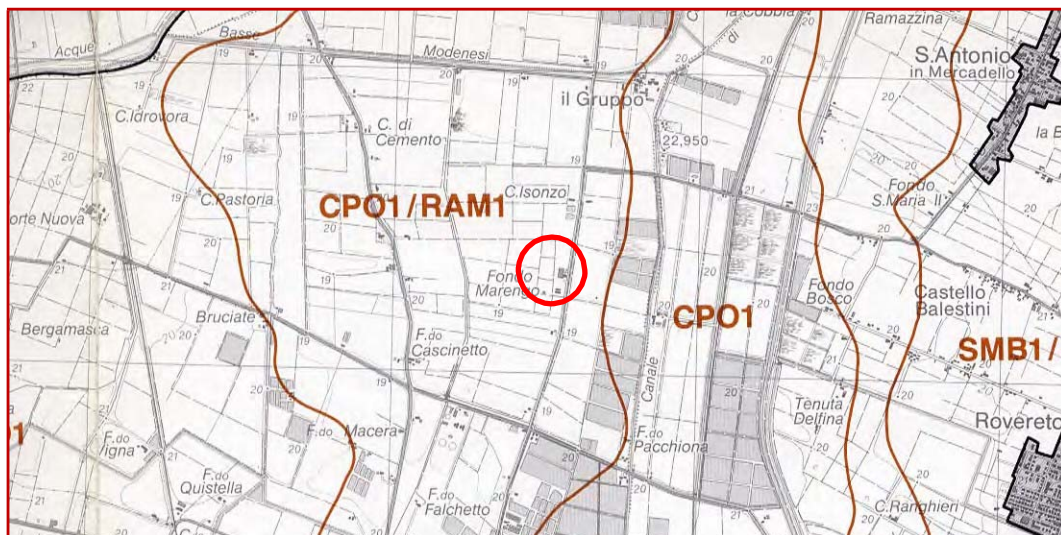 Basse
la Cobbia
Ramazzina
Acque
Modenesi
di
S.Antonio
in Mercadello
22
20
19
C.Idrovora
il Gruppo
C. di
Cemento
22,950
C.Isonzo
Fondo
S.Maria II
C.Pastoria
CPO1/RAM1
orte Nuova
Fondo
Marengo
CPO1
Fondo
Bosco
Castello
Balestini
Bergamasca
Bruciate
F.do
Cascinetto
SMB1/
Canale
Tenuta
Delfina
Rovereto
F.do
Macera
F.do
Pacchiona
F.do
Vigna
F.do
Quistella
F.do
Falchetto
C.Ranghieri